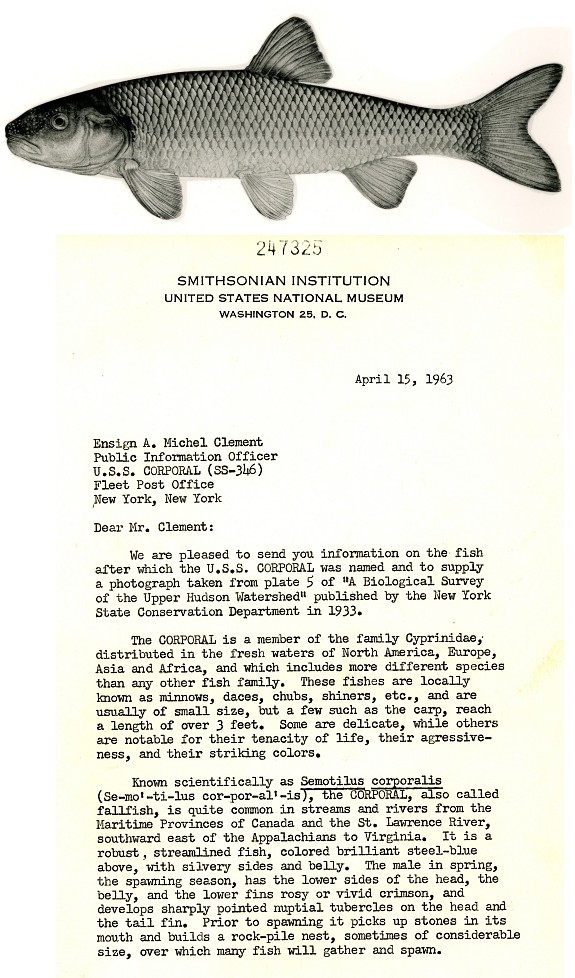 247325
SMITHSONIAN INSTITUTION
UNITED STATES NATIONAL MUSEUM
WASHINGTON 25, D. C.
April 15, 1963
Ensign A. Michel Clement
Public Information Officer
U.S.S. CORPORAL (SS-346)
Fleet Post Office
New York, New York
Dear Mr. Clement:
We are pleased to send you information on the fish
after which the U.S.S. CORPORAL was named and to supply
a photograph taken from plate 5 of "A Biological Survey
of the Upper Hudson Watershed" published by the New York
State Conservation Department in 1933.
The CORPORAL is a member of the family Cyprinidae,
distributed in the fresh waters of North America, Europe,
Asia and Africa, and which includes more different species
than any other fish family. These fishes are locally
known as minnows, daces, chubs, shiners, etc., and are
usually of small size, but a few such as the carp, reach
a length of over 3 feet. Some are delicate, while others
are notable for their tenacity of life, their agressive-
ness, and their striking colors.
Known scientifically as Semotilus corporalis
(Se-mo'-ti-lus cor-por-al'-is), the CORPORAL, also called
fallfish, is quite common in streams and rivers from the
Maritime Provinces of Canada and the St. Lawrence River,
southward east of the Appalachians to Virginia. It is a
robust, streamlined fish, colored brilliant steel-blue
above, with silvery sides and belly. The male in spring,
the spawning season, has the lower sides of the head, the
belly, and the lower fins rosy or vivid crimson, and
develops sharply pointed nuptial tubercles on the head and
the tail fin. Prior to spawning it picks up stones in its
mouth and builds a rock-pile nest, sometimes of considerable
size, over which many fish will gather and spawn.